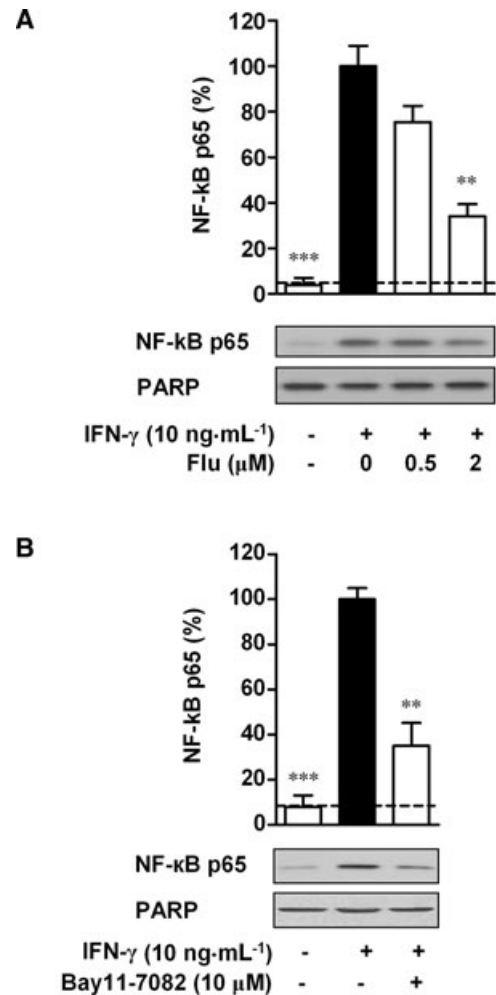 A
120
100
80
60
40
20
0
NF-kB p65 (%)
***
**
NF-kB p65
PARP
IFN-γ (10 ng·mL-1) - + + +
Flu (μM) - 0 0.5 2
B
120
100
80
60
40
20
0
NF-kB p65 (%)
***
**
NF-κB p65
PARP
IFN-γ (10 ng·mL-1) - + +
Bay11-7082 (10 μM) - - +